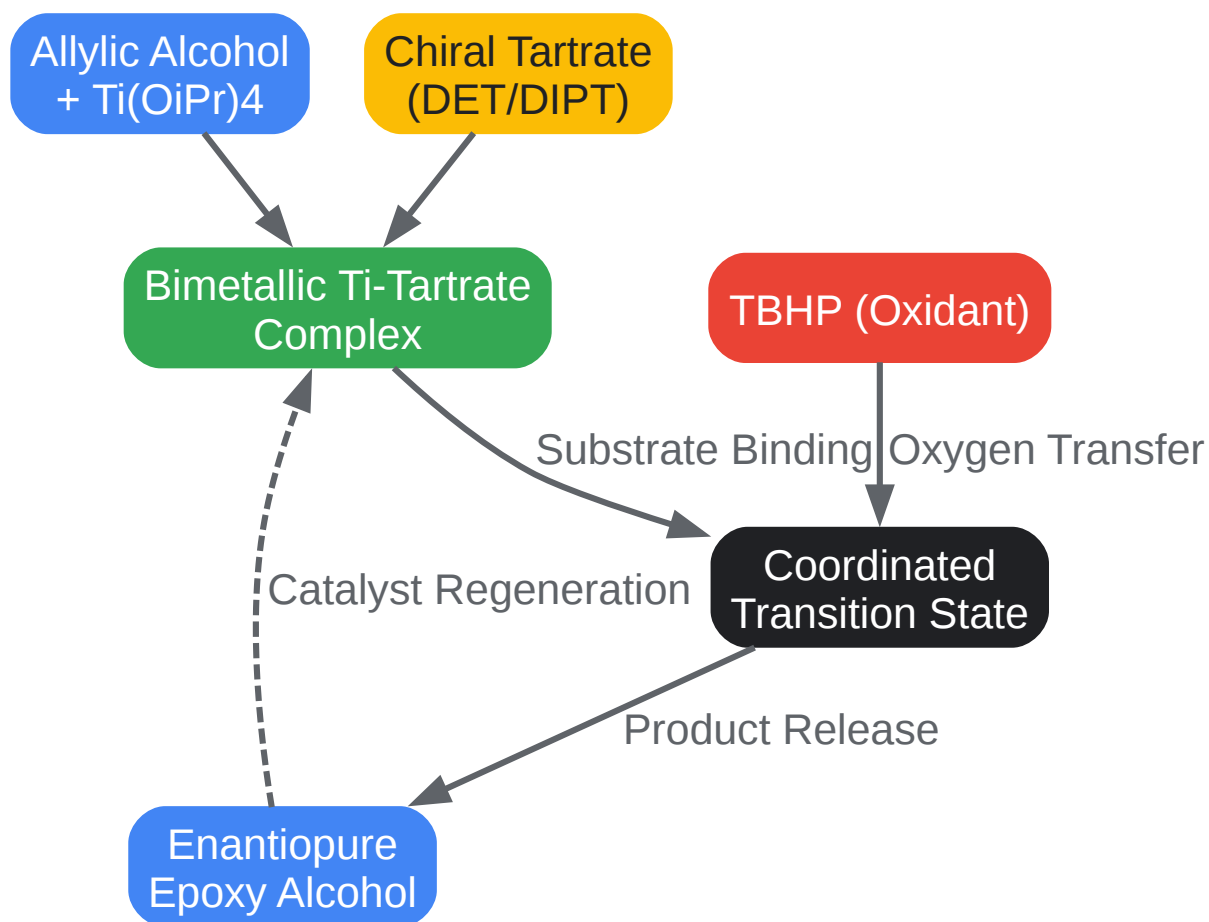 Allylic Alcohol
+ Ti(OiPr)4
Chiral Tartrate
(DET/DIPT)
Bimetallic Ti-Tartrate
Complex
TBHP (Oxidant)
Substrate Binding
Oxygen Transfer
Coordinated
Transition State
Catalyst Regeneration
Product Release
Enantiopure
Epoxy Alcohol